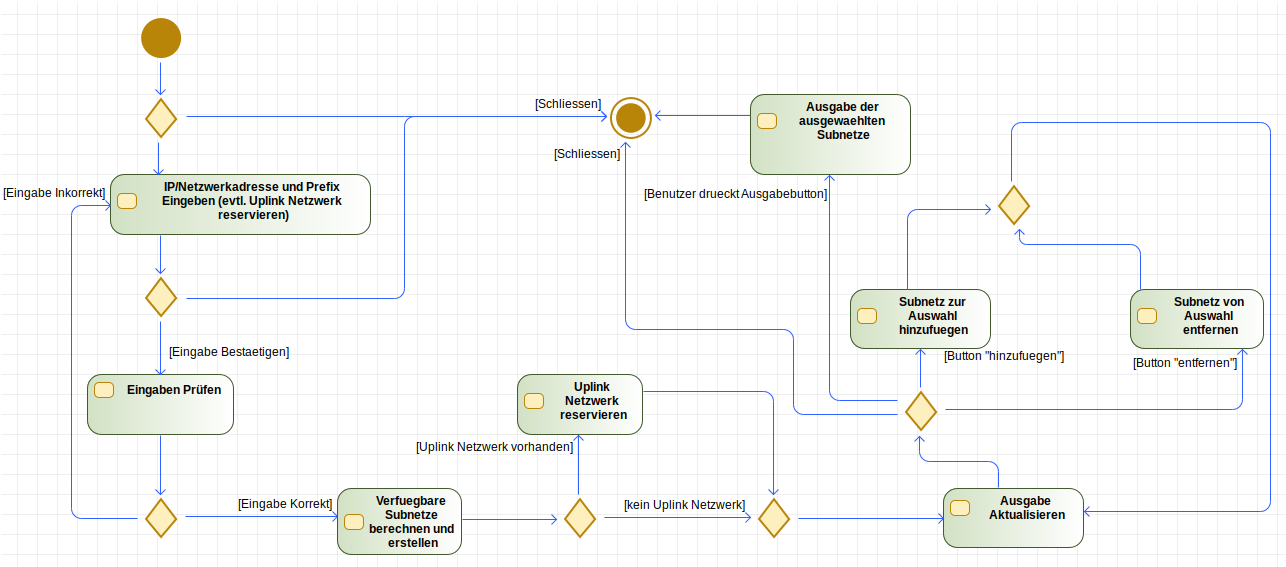 [Schliessen]
Ausgabe der
ausgewaehlten
Subnetze
[Schliessen]
[Eingabe Inkorrekt]
IP/Netzwerkadresse und Prefix
Eingeben (evtl. Uplink Netzwerk
reservieren)
[Benutzer drueckt Ausgabebutton]
Subnetz zur
Auswahl
hinzufuegen
Subnetz von
Auswahl
entfernen
[Eingabe Bestaetigen]
[Button "hinzufuegen"]
[Button "entfernen"]
Eingaben Prüfen
Uplink
Netzwerk
reservieren
[Uplink Netzwerk vorhanden]
[Eingabe Korrekt]
Verfuegbare
Subnetze
berechnen und
erstellen
[kein Uplink Netzwerk]
Ausgabe
Aktualisieren